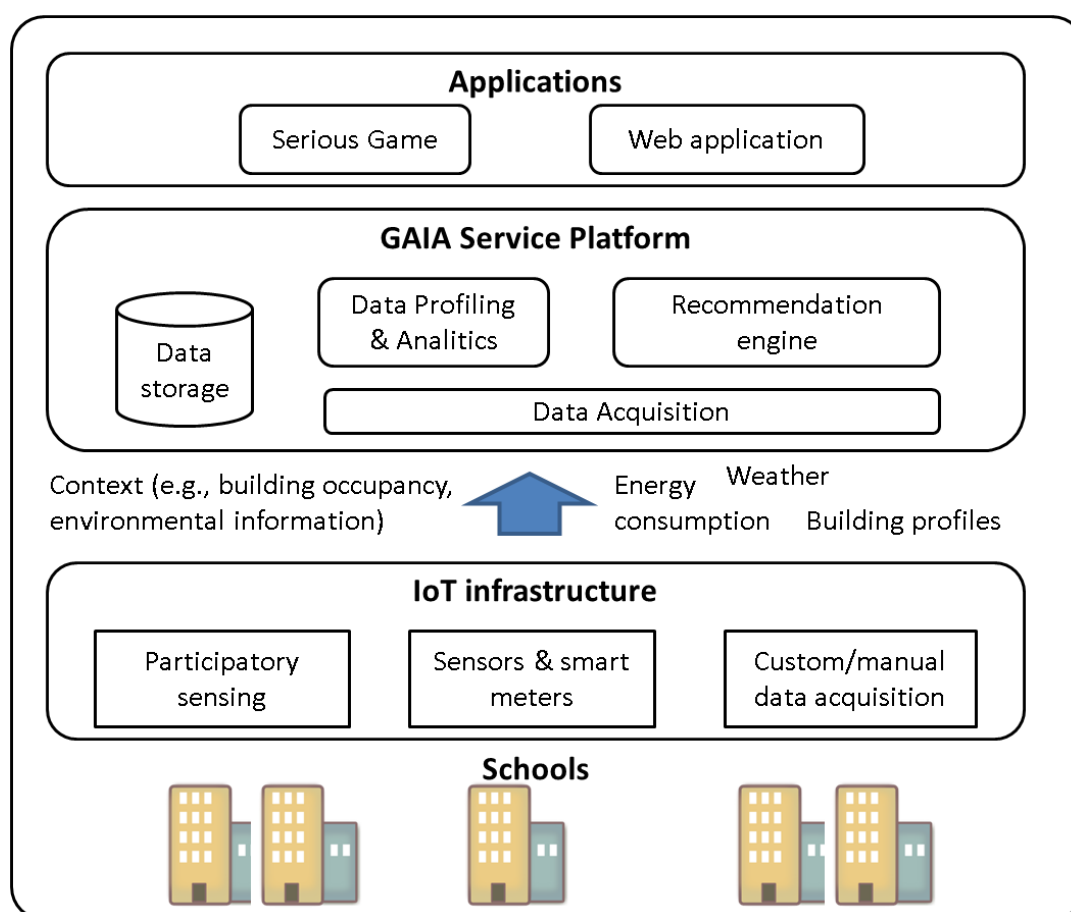 Applications
Serious Game
Web application
GAIA Service Platform
Data
storage
Data Profiling
& Analitics
Recommendation
engine
Data Acquisition
Context (e.g., building occupancy,
environmental information)
Energy
consumption
Weather
Building profiles
IoT infrastructure
Participatory
sensing
Sensors & smart
meters
Custom/manual
data acquisition
Schools